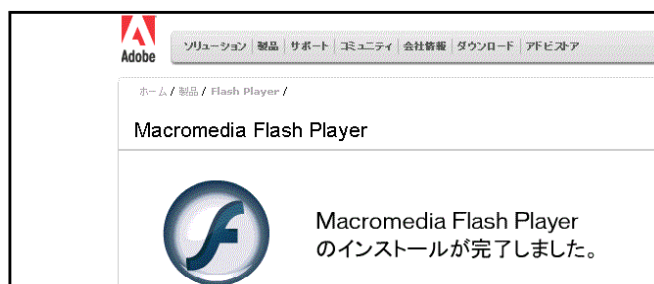 Adobe
ソリューション | 製品 | サポート | コミュニティ | 会社情報 | ダウンロード | アドビストア
ホーム / 製品 / Flash Player /
Macromedia Flash Player
Macromedia Flash Player
のインストールが完了しました。